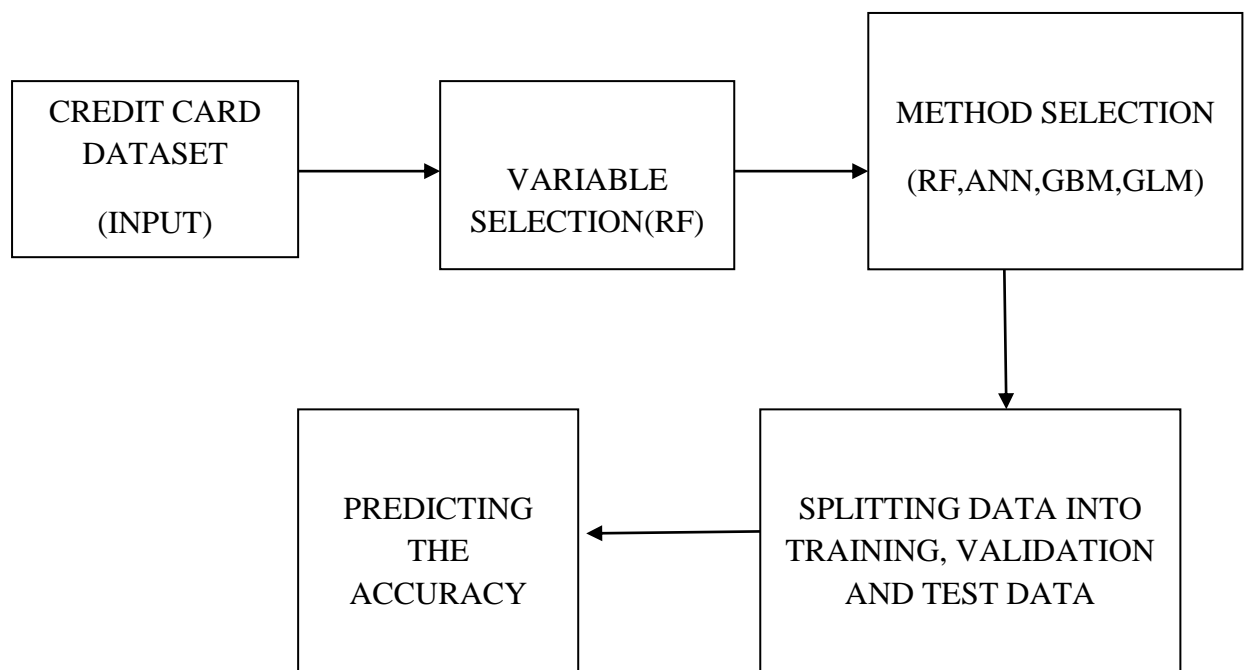 CREDIT CARD
DATASET
(INPUT)
VARIABLE
SELECTION(RF)
METHOD SELECTION
(RF,ANN,GBM,GLM)
SPLITTING DATA INTO
TRAINING, VALIDATION
AND TEST DATA
PREDICTING
THE
ACCURACY